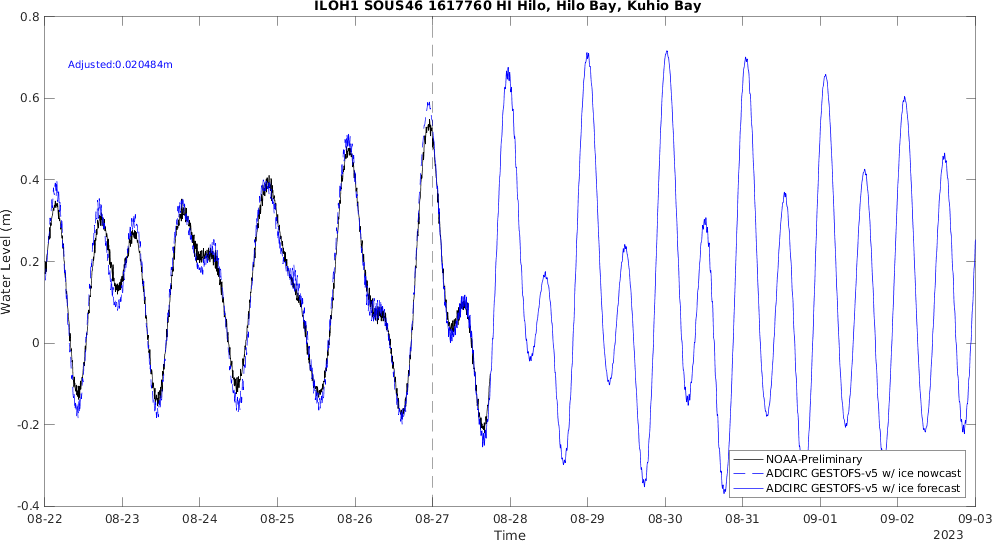 ILOH1 SOUS46 1617760 HI Hilo, Hilo Bay, Kuhio Bay
Adjusted:0.020484m
Water Level (m)
0.8
0.6
0.4
0.2
0
-0.2
-0.4
NOAA-Preliminary
ADCIRC GESTOFS-v5 w/ ice nowcast
ADCIRC GESTOFS-v5 w/ ice forecast
08-22 08-23 08-24 08-25 08-26 08-27 08-28 08-29 08-30 08-31 09-01 09-02 09-03
Time
2023